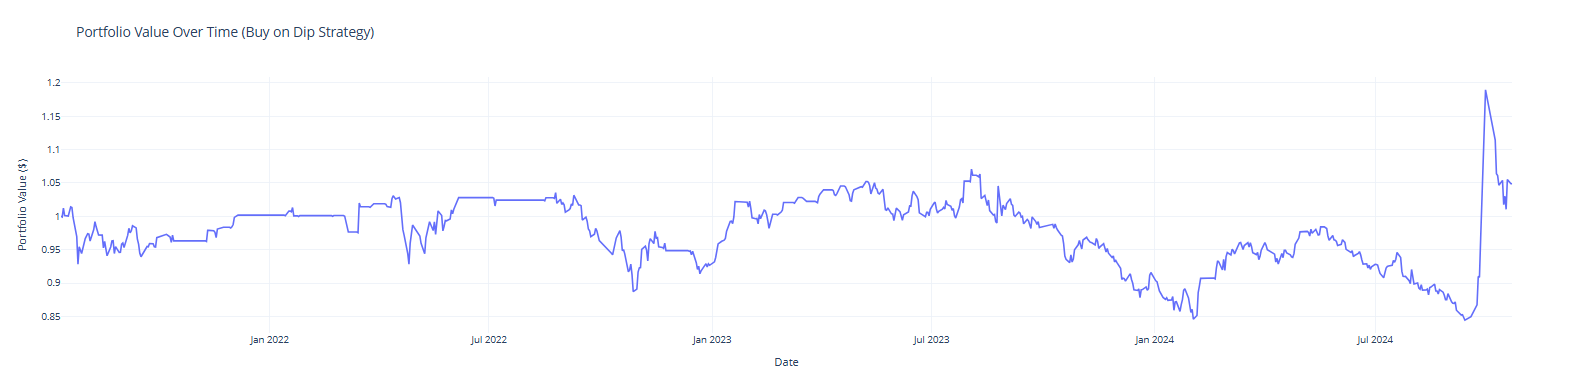 Portfolio Value Over Time (Buy on Dip Strategy)
Portfolio Value ($)
1.2
1.15
1.1
1.05
1
0.95
0.9
0.85
Jan 2022
Jul 2022
Jan 2023
Jul 2023
Jan 2024
Jul 2024
Date